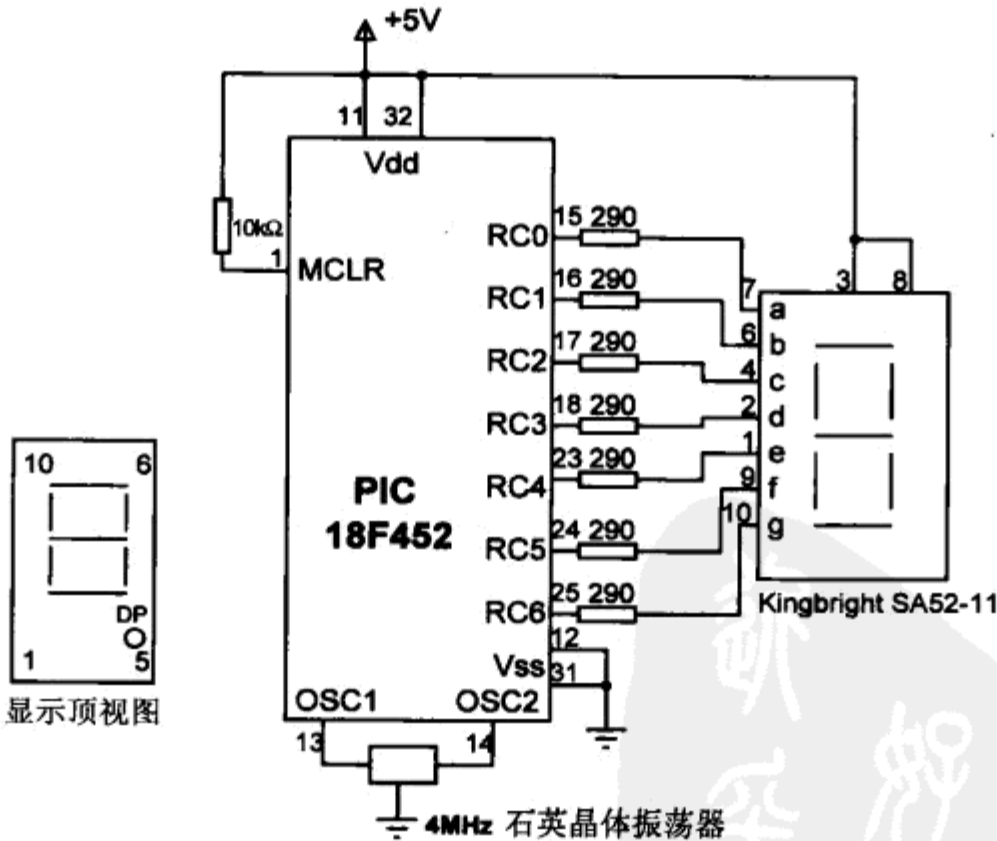 +5V
11 32
Vdd
10kΩ
1 MCLR
RC0 15 290
RC1 16 290
RC2 17 290
RC3 18 290
RC4 23 290
RC5 24 290
RC6 25 290
PIC
18F452
12
Vss 31
OSC1 OSC2
13 14
4MHz 石英晶体振荡器
3 8
7 a
6 b
4 c
2 d
1 e
9 f
10 g
Kingbright SA52-11
10 6
DP
1 5
显示顶视图